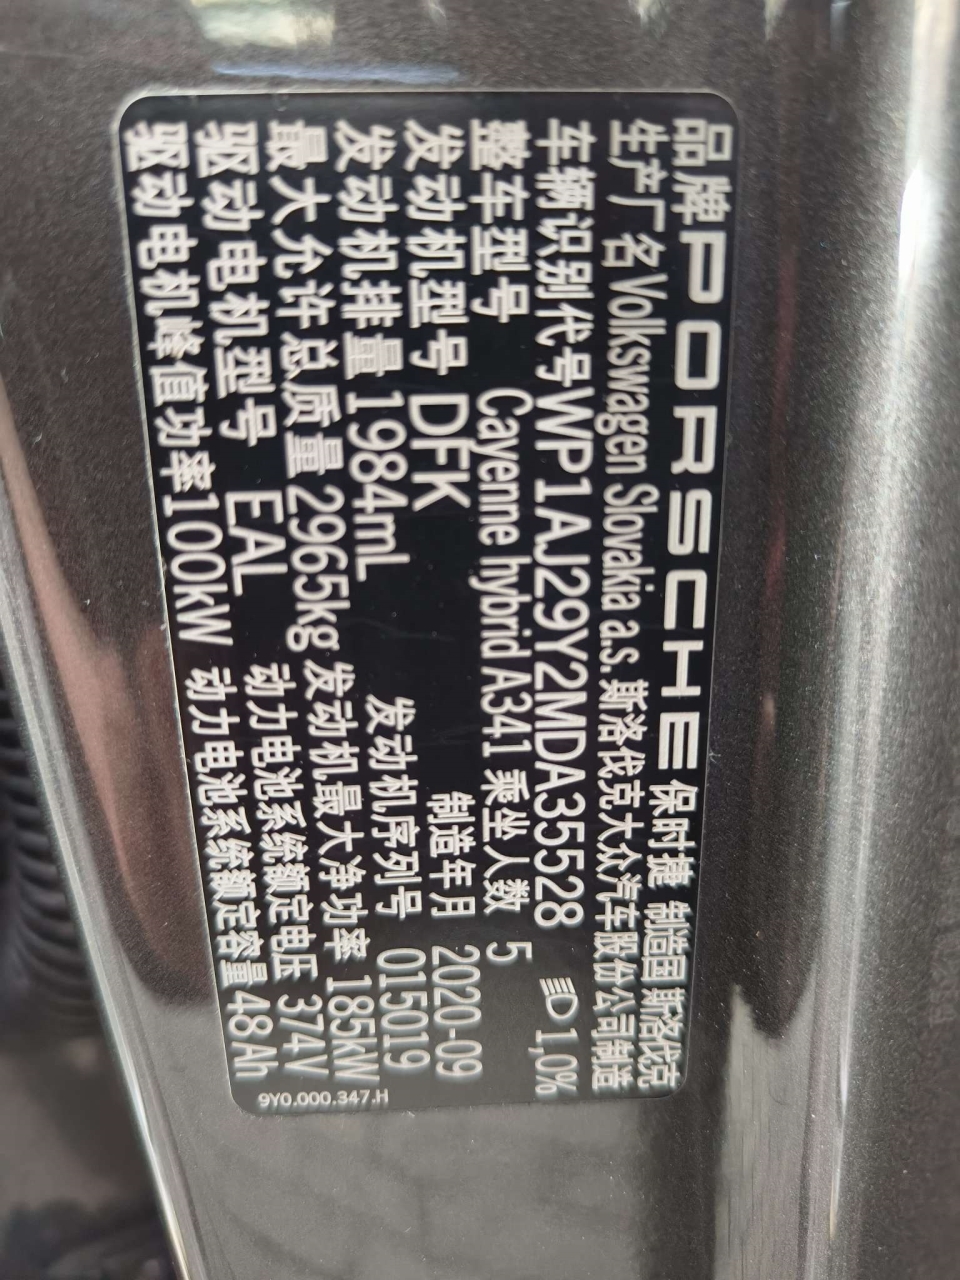 品牌 PORSCHE 保时捷 制造国 斯洛伐克
生产厂名 Volkswagen Slovakia a.s. 斯洛伐克大众汽车股份公司制造
车辆识别代号 WP1AJ29Y2MDA35528 1,0%
整车型号 Cayenne hybrid A341 乘坐人数 5
发动机型号 DFK 制造年月 2020-09
发动机排量 1984mL 发动机序列号 015019
最大允许总质量 2965kg 发动机最大净功率 185kW
驱动电机型号 EAL 动力电池系统额定电压 374V
驱动电机峰值功率 100kW 动力电池系统额定容量 48Ah
9Y0.000.347.H